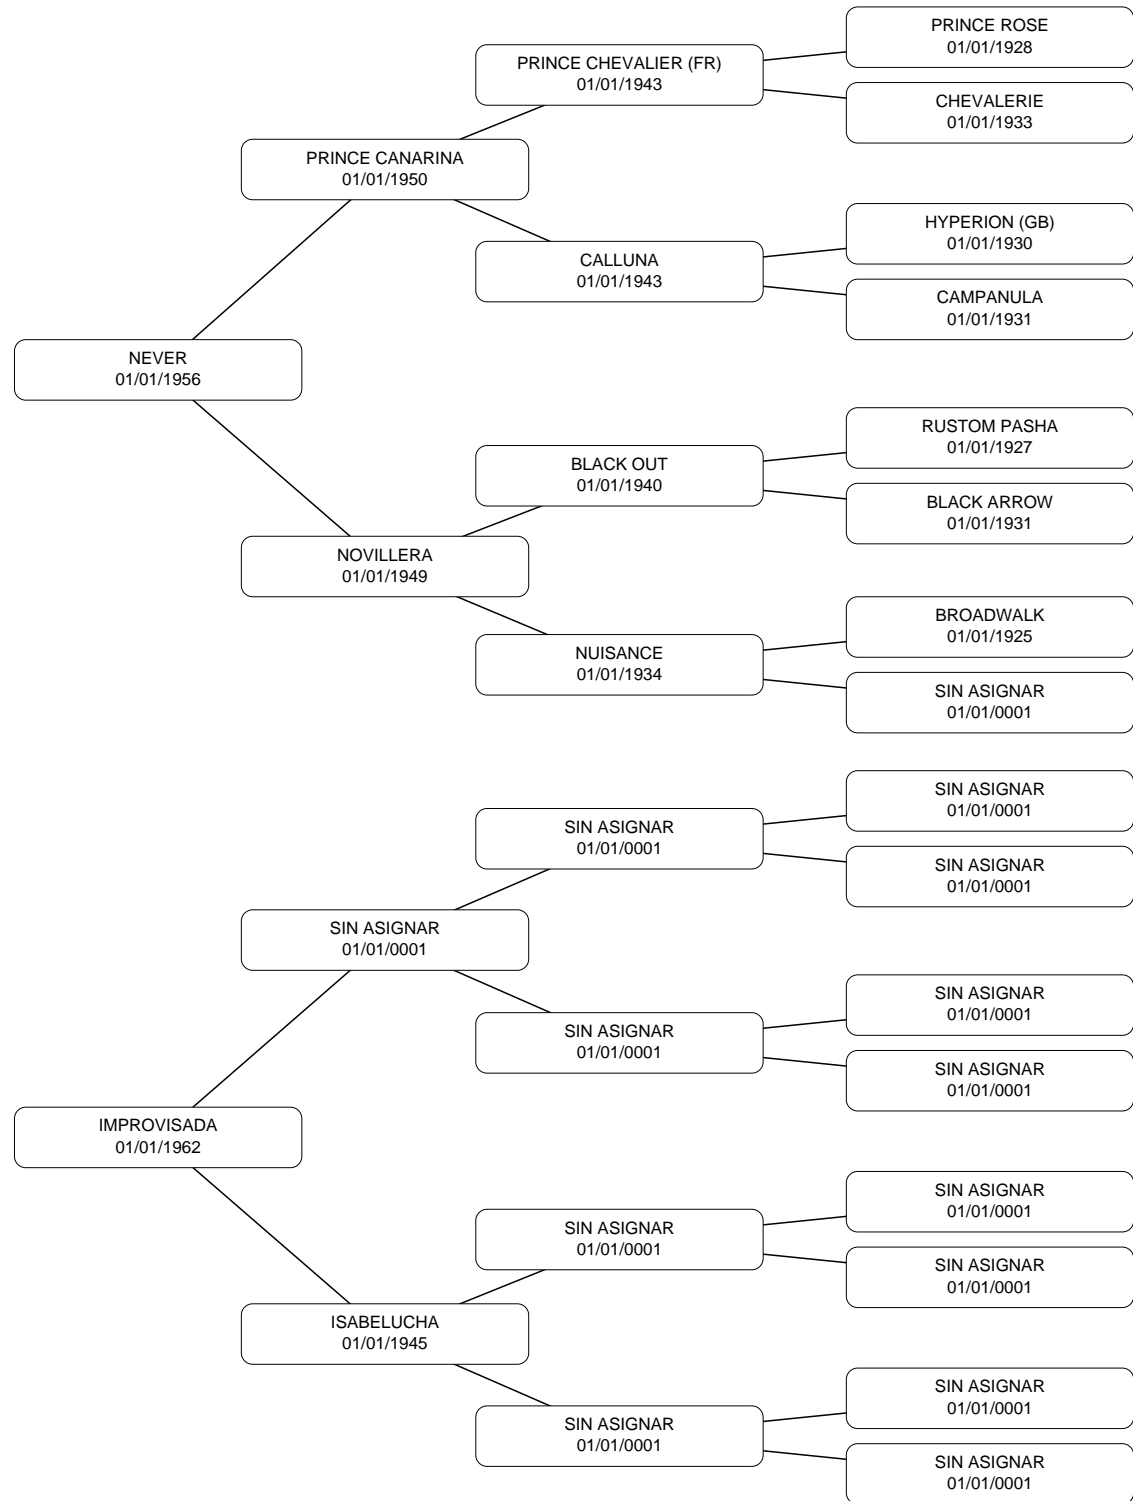 PRINCE ROSE
01/01/1928
PRINCE CHEVALIER (FR)
01/01/1943
CHEVALERIE
01/01/1933
PRINCE CANARINA
01/01/1950
HYPERION (GB)
01/01/1930
CALLUNA
01/01/1943
CAMPANULA
01/01/1931
NEVER
01/01/1956
RUSTOM PASHA
01/01/1927
BLACK OUT
01/01/1940
BLACK ARROW
01/01/1931
NOVILLERA
01/01/1949
BROADWALK
01/01/1925
NUISANCE
01/01/1934
SIN ASIGNAR
01/01/0001
SIN ASIGNAR
01/01/0001
SIN ASIGNAR
01/01/0001
SIN ASIGNAR
01/01/0001
SIN ASIGNAR
01/01/0001
SIN ASIGNAR
01/01/0001
SIN ASIGNAR
01/01/0001
SIN ASIGNAR
01/01/0001
IMPROVISADA
01/01/1962
SIN ASIGNAR
01/01/0001
SIN ASIGNAR
01/01/0001
SIN ASIGNAR
01/01/0001
ISABELUCHA
01/01/1945
SIN ASIGNAR
01/01/0001
SIN ASIGNAR
01/01/0001
SIN ASIGNAR
01/01/0001